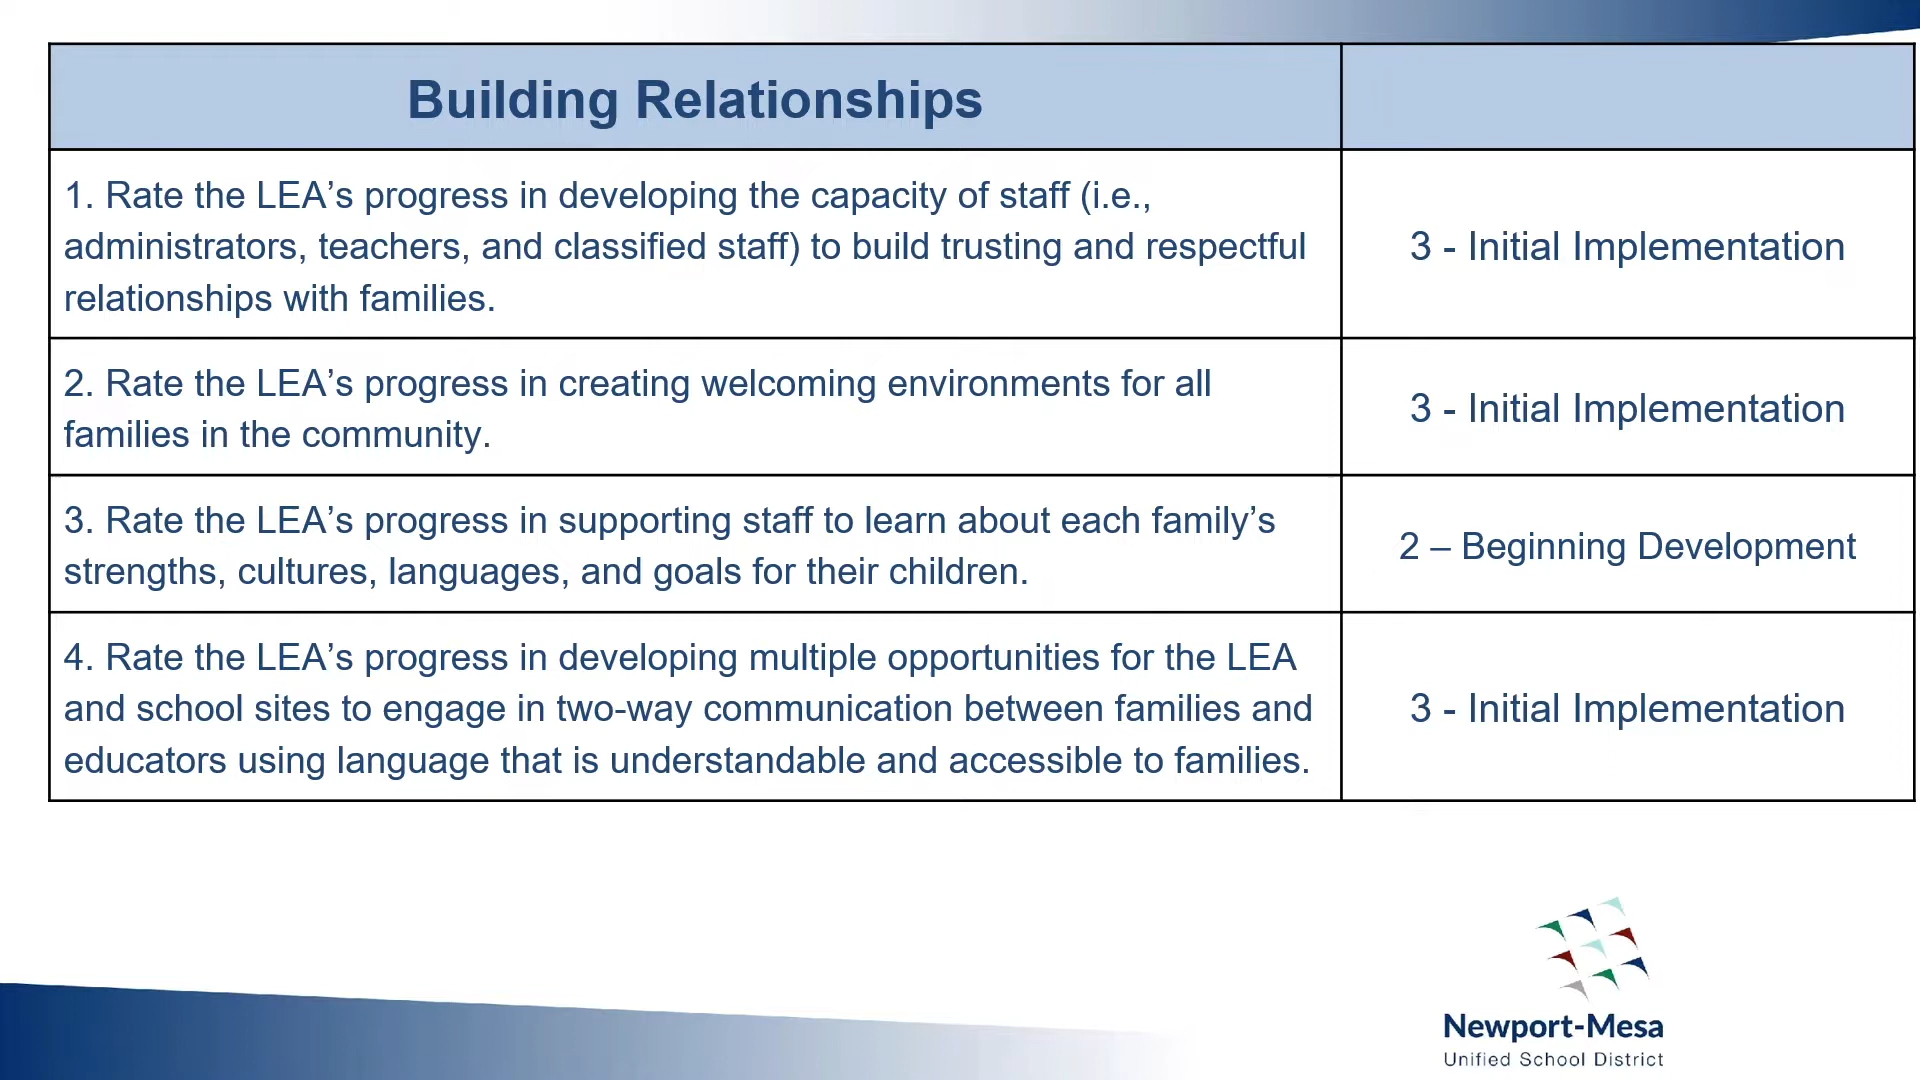 Building Relationships
1. Rate the LEA’s progress in developing the capacity of staff (i.e.,
administrators, teachers, and classified staff) to build trusting and respectful
relationships with families.
3 - Initial Implementation
2. Rate the LEA’s progress in creating welcoming environments for all
families in the community.
3 - Initial Implementation
3. Rate the LEA’s progress in supporting staff to learn about each family’s
strengths, cultures, languages, and goals for their children.
2 – Beginning Development
4. Rate the LEA’s progress in developing multiple opportunities for the LEA
and school sites to engage in two-way communication between families and
educators using language that is understandable and accessible to families.
3 - Initial Implementation
Newport-Mesa
Unified School District